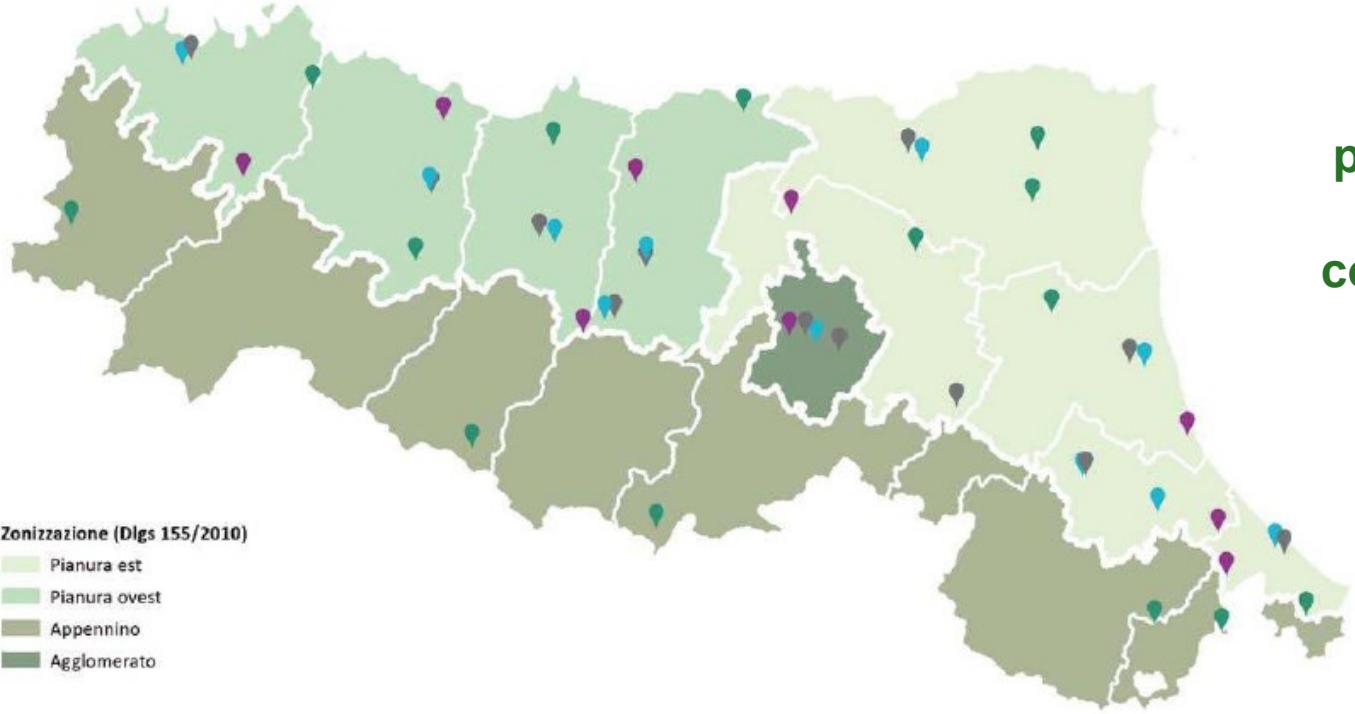 Zonizzazione (Dlgs 155/2010)
Pianura est
Pianura ovest
Appennino
Agglomerato